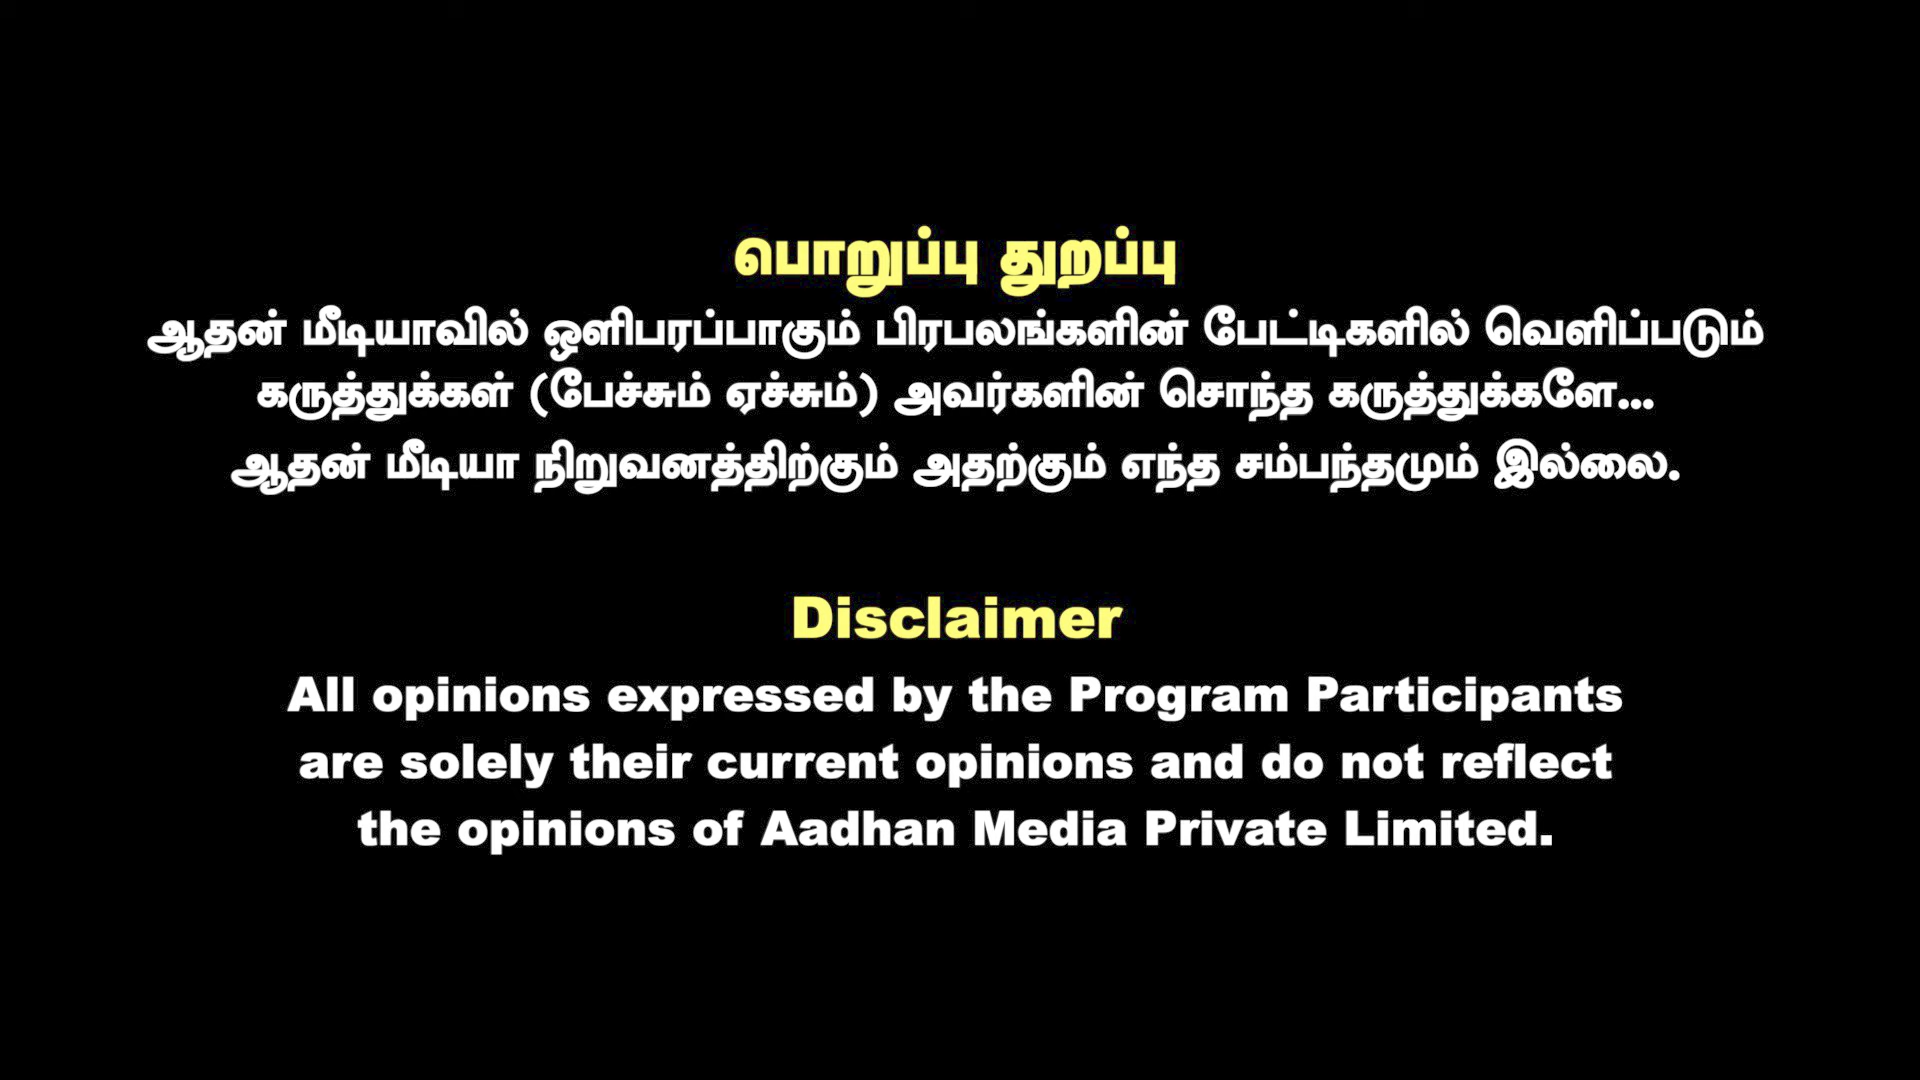 பொறுப்பு துறப்பு
ஆதன் மீடியாவில் ஒளிபரப்பாகும் பிரபலங்களின் பேட்டிகளில் வெளிப்படும்
கருத்துக்கள் (பேச்சும் ஏச்சும்) அவர்களின் சொந்த கருத்துக்களே...
ஆதன் மீடியா நிறுவனத்திற்கும் அதற்கும் எந்த சம்பந்தமும் இல்லை.
Disclaimer
All opinions expressed by the Program Participants
are solely their current opinions and do not reflect
the opinions of Aadhan Media Private Limited.